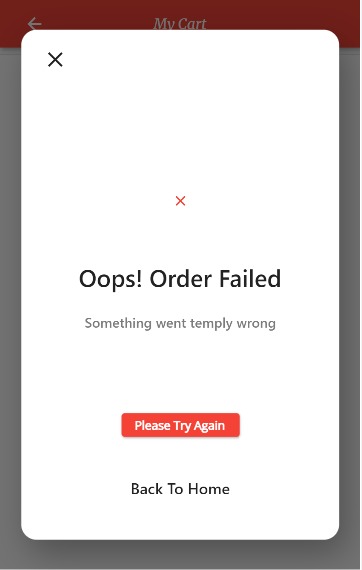 My Cart
Oops! Order Failed
Something went temply wrong
Please Try Again
Back To Home